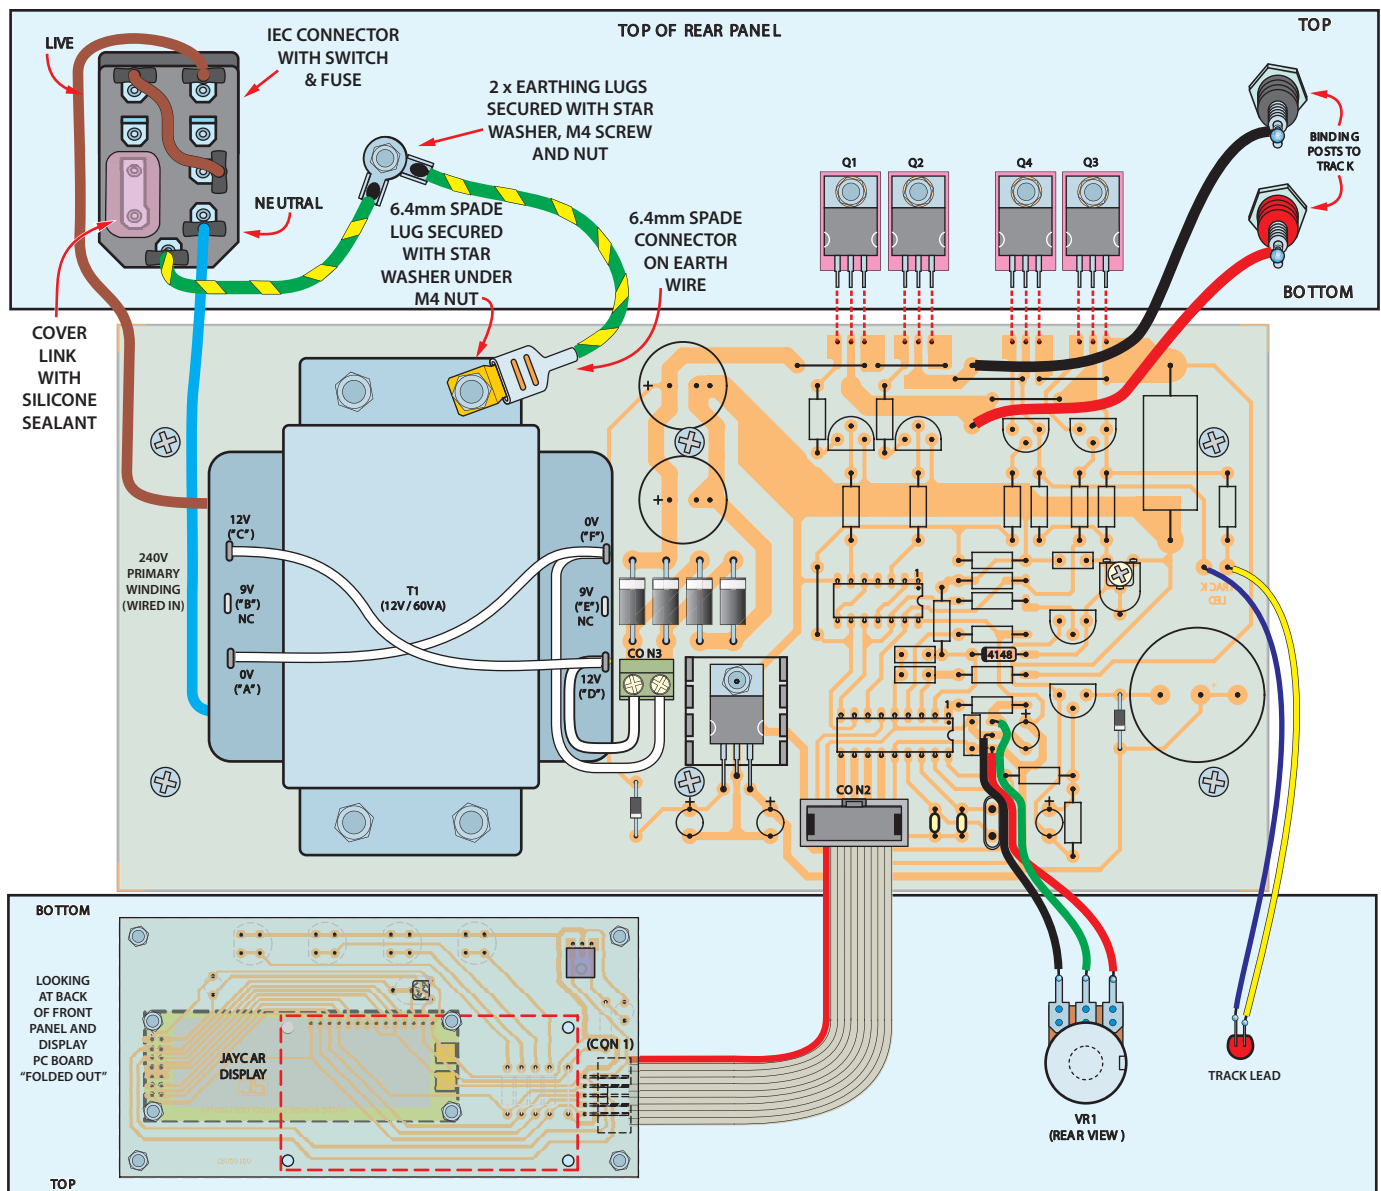 TOP OF REAR PANEL
TOP
LIVE
IEC CONNECTOR
WITH SWITCH
& FUSE
2 x EARTHING LUGS
SECURED WITH STAR
WASHER, M4 SCREW
AND NUT
BINDING
POSTS TO
TRACK
Q1
Q2
Q4
Q3
NEUTRAL
6.4mm SPADE
LUG SECURED
WITH STAR
WASHER UNDER
M4 NUT
6.4mm SPADE
CONNECTOR
ON EARTH
WIRE
BOTTOM
COVER
LINK
WITH
SILICONE
SEALANT
+
+
12V
("C")
0V
("F")
240V
PRIMARY
WINDING
(WIRED IN)
9V
("B")
NC
T1
(12V / 60VA)
9V
("E")
NC
0V
("A")
12V
("D")
CON3
1
TRACK
LED
4148
1
+
+
+
+
+
CON2
BOTTOM
LOOKING
AT BACK
OF FRONT
PANEL AND
DISPLAY
PC BOARD
“FOLDED OUT”
JAYCAR
DISPLAY
(CON 1)
TRACK LEAD
VR1
(REAR VIEW)
TOP